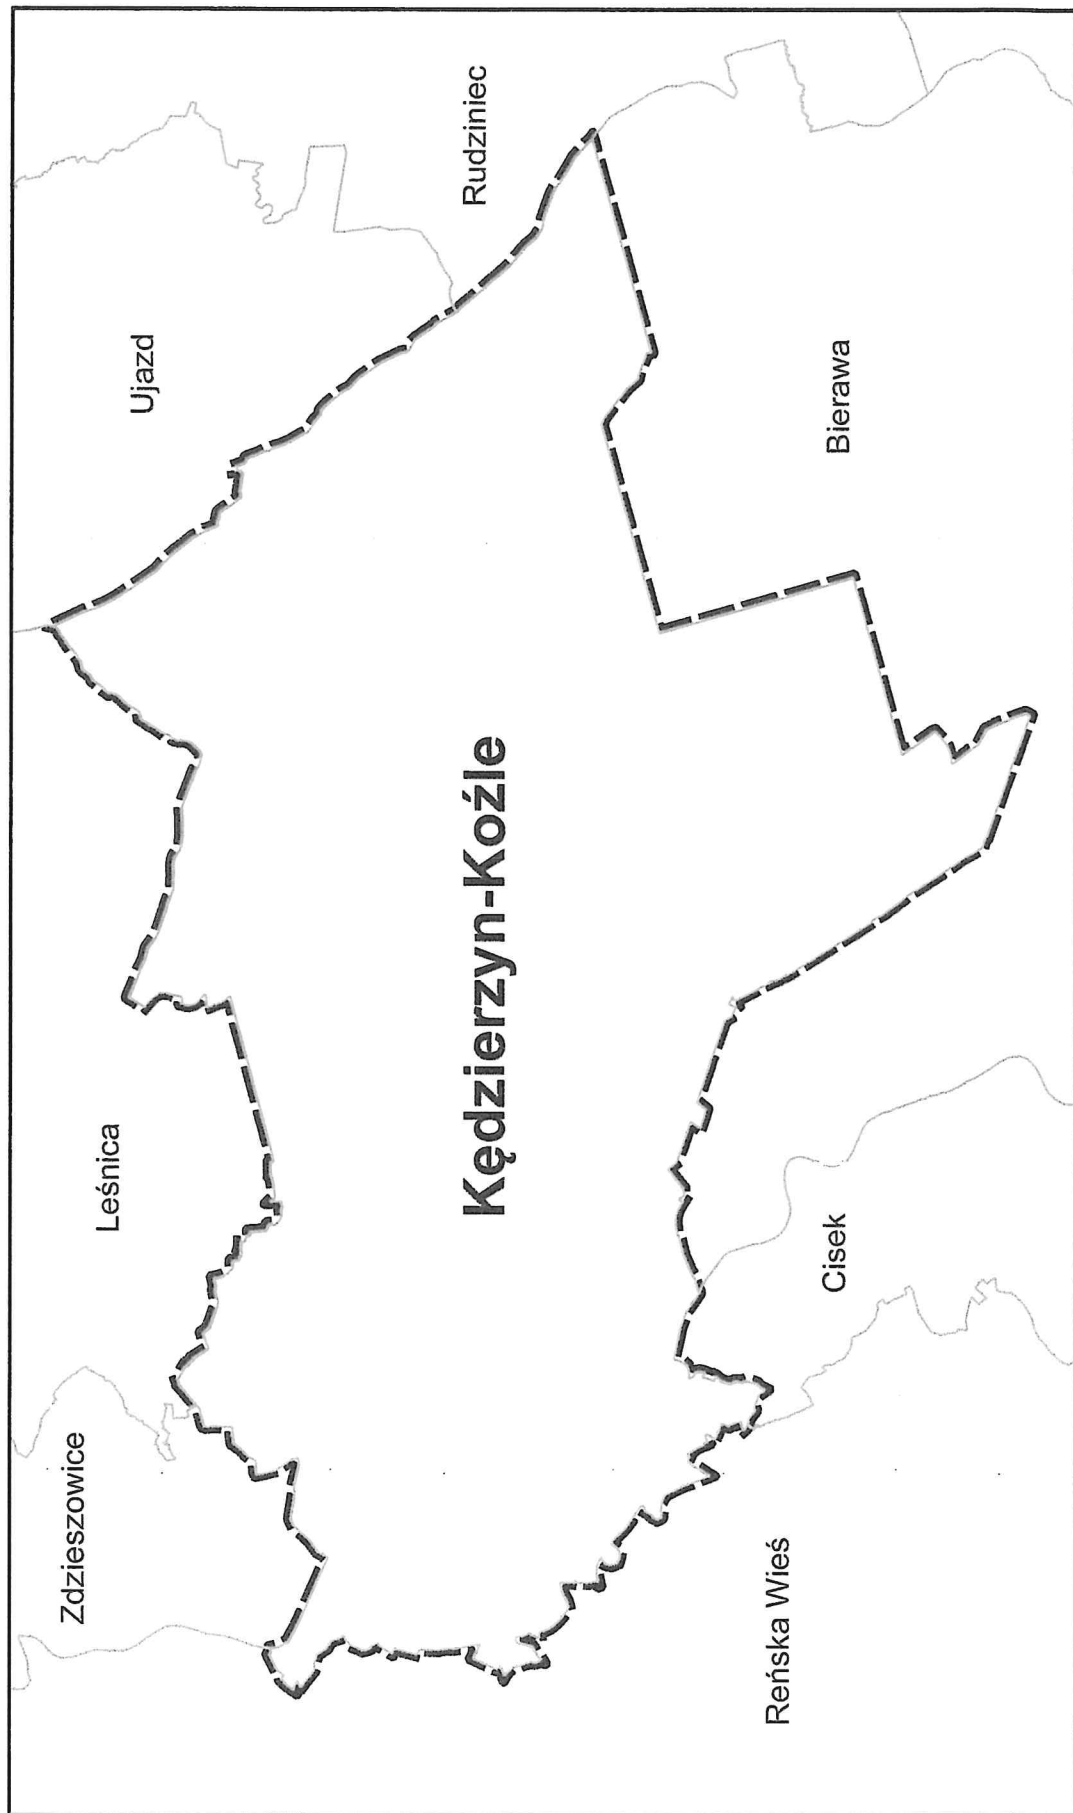 Zdzieszowice
Leśnica
Ujazd
Rudziniec
Kędzierzyn-Koźle
Reńska Wieś
Cisek
Bierawa